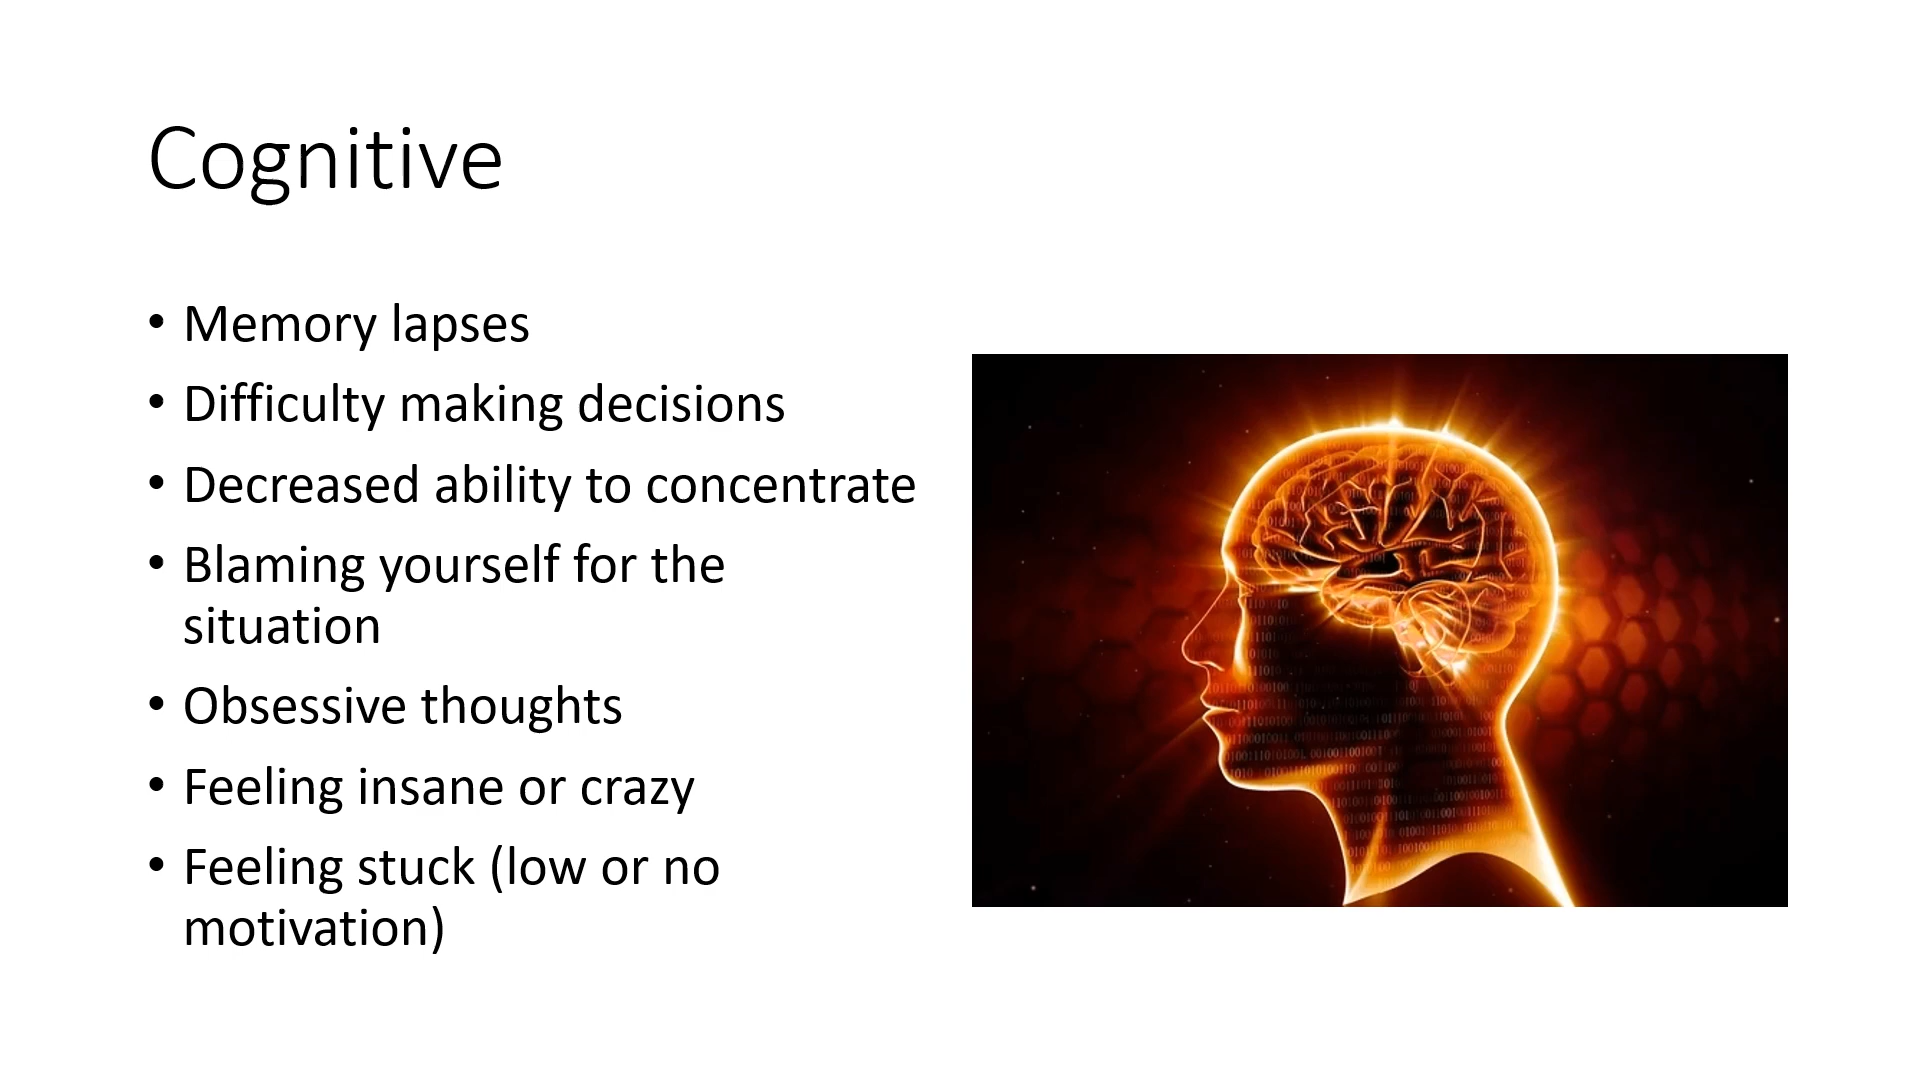 Cognitive
• Memory lapses
• Difficulty making decisions
• Decreased ability to concentrate
• Blaming yourself for the
situation
• Obsessive thoughts
• Feeling insane or crazy
• Feeling stuck (low or no
motivation)